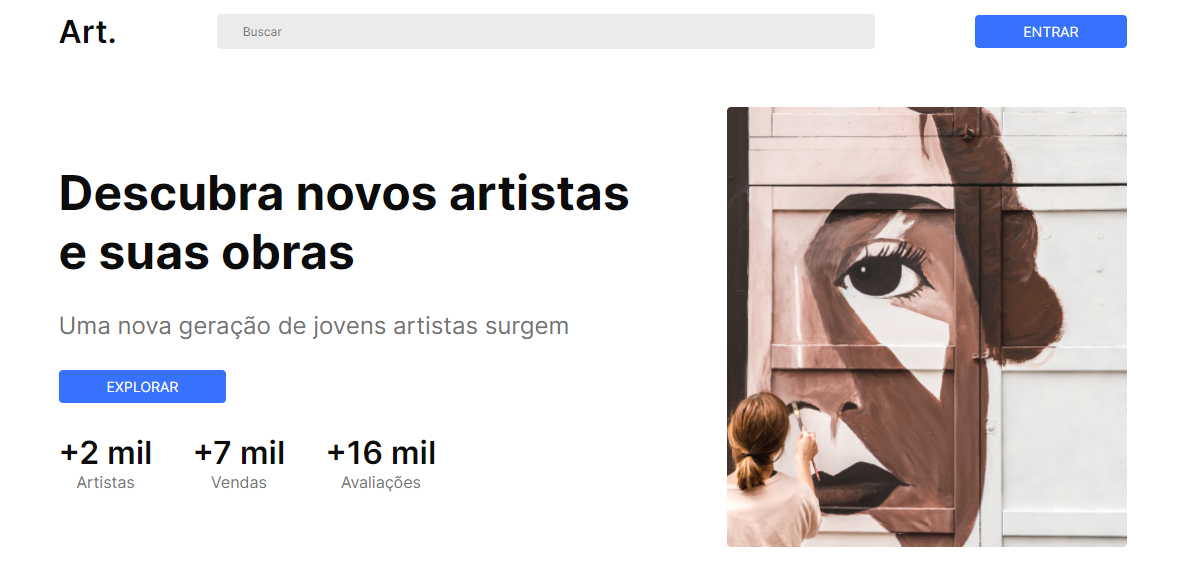 Art.
Buscar
ENTRAR
Descubra novos artistas
e suas obras
Uma nova geração de jovens artistas surgem
EXPLORAR
+2 mil
+7 mil
+16 mil
Artistas
Vendas
Avaliações